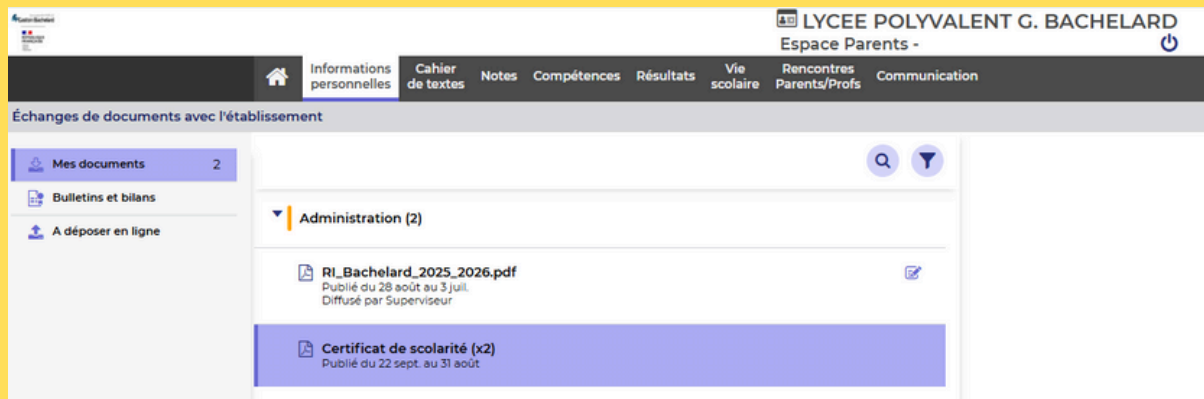 Gaston Bachelard
LYCEE POLYVALENT G. BACHELARD
Espace Parents -
Informations personnelles
Cahier de textes
Notes
Compétences
Résultats
Vie scolaire
Rencontres Parents/Profs
Communication
Échanges de documents avec l'établissement
Mes documents 2
Bulletins et bilans
A déposer en ligne
Administration (2)
RI_Bachelard_2025_2026.pdf
Publié du 28 août au 3 juil.
Diffusé par Superviseur
Certificat de scolarité (x2)
Publié du 22 sept. au 31 août